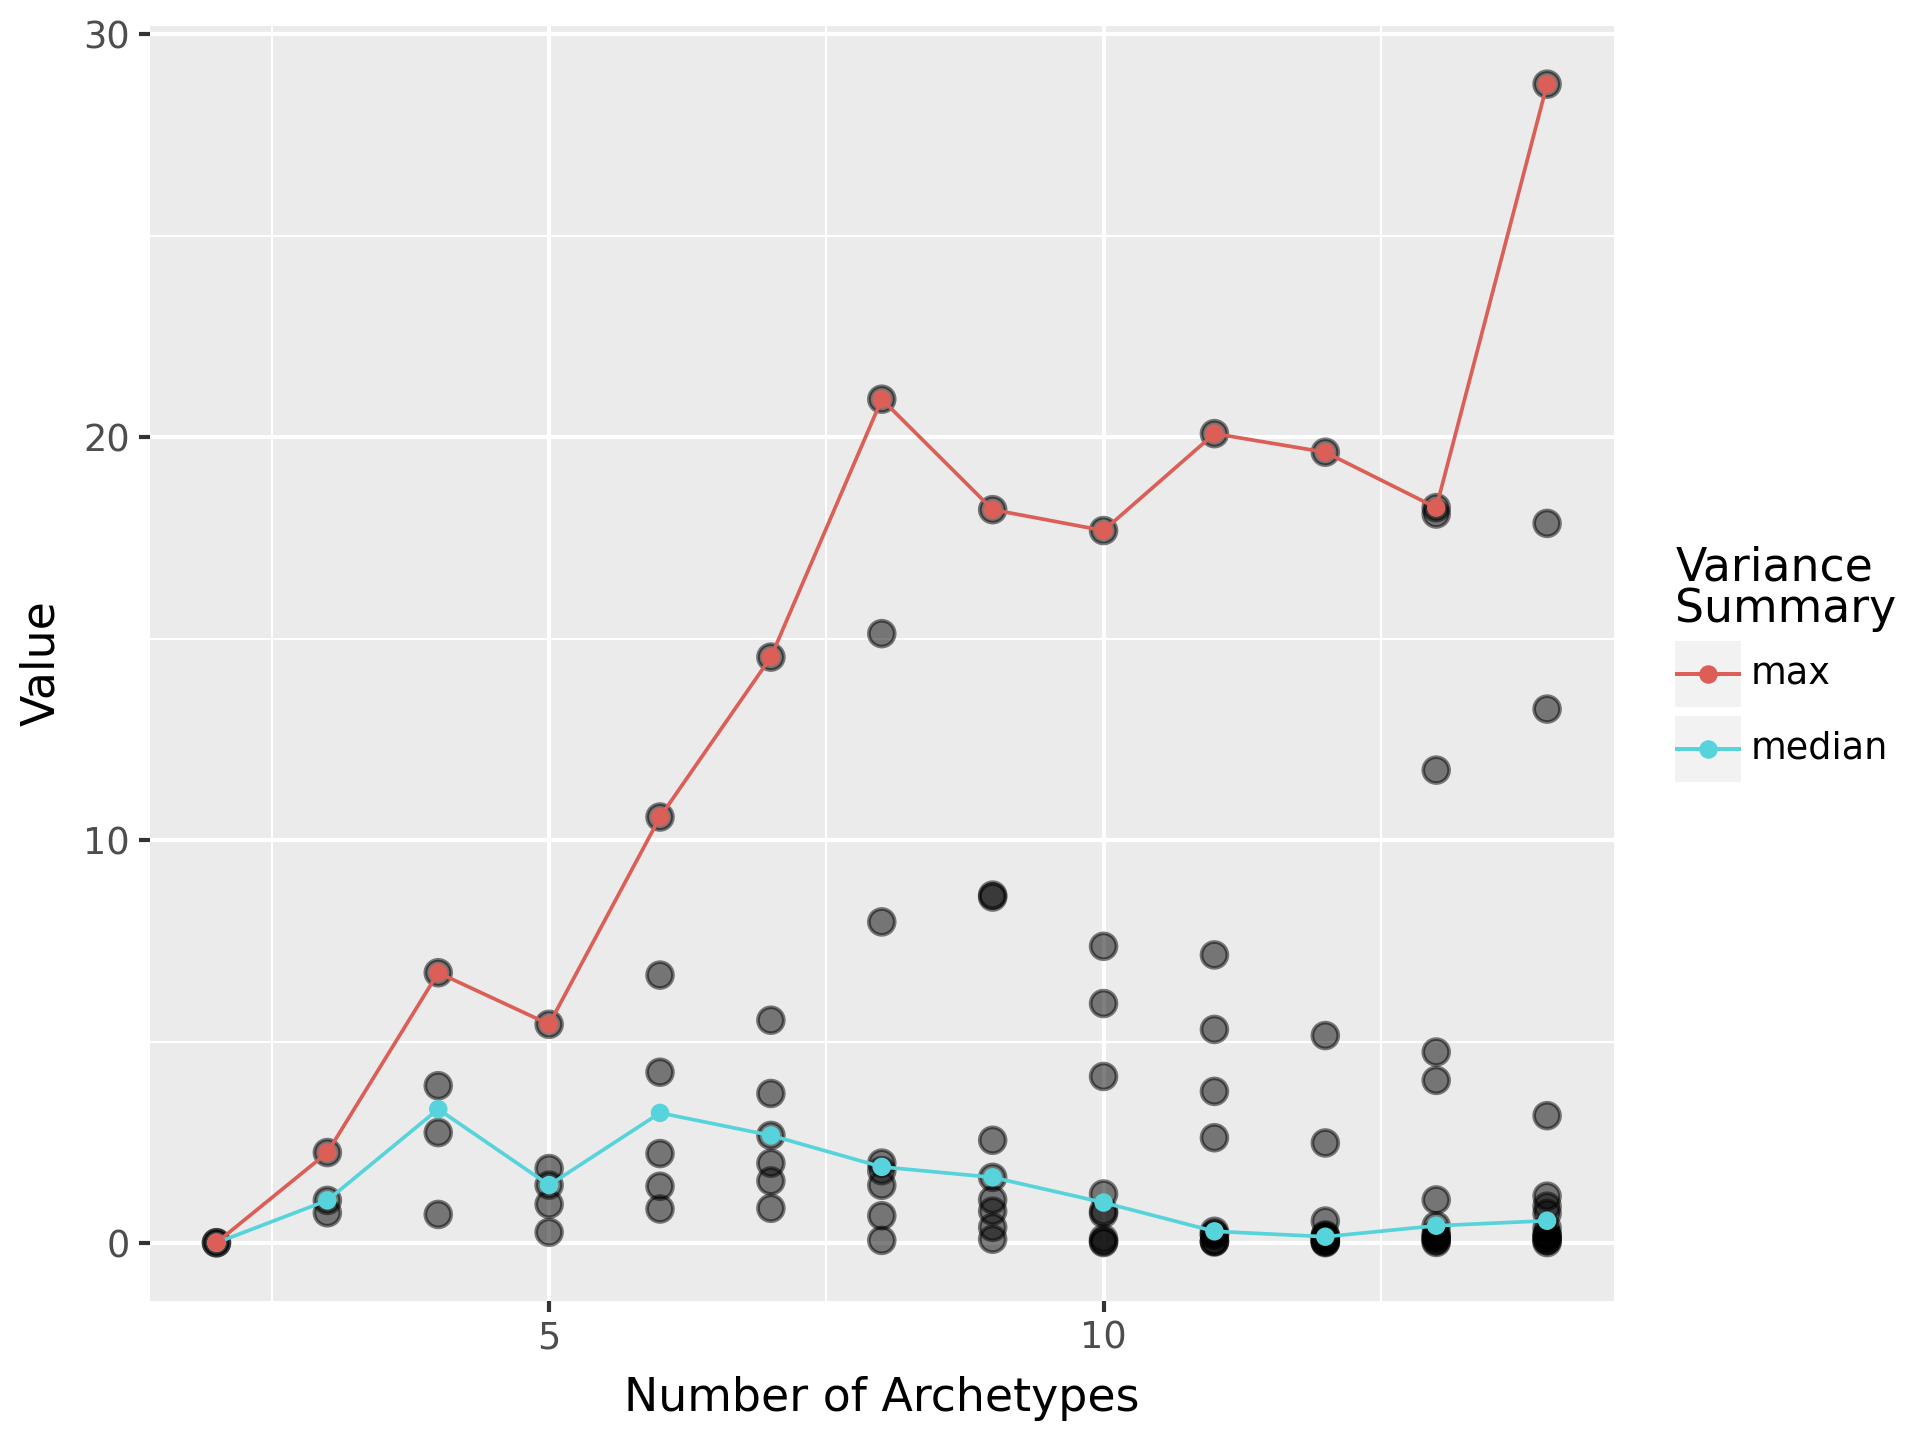 30
20
10
0
Value
5
10
Number of Archetypes
Variance
Summary
max
median